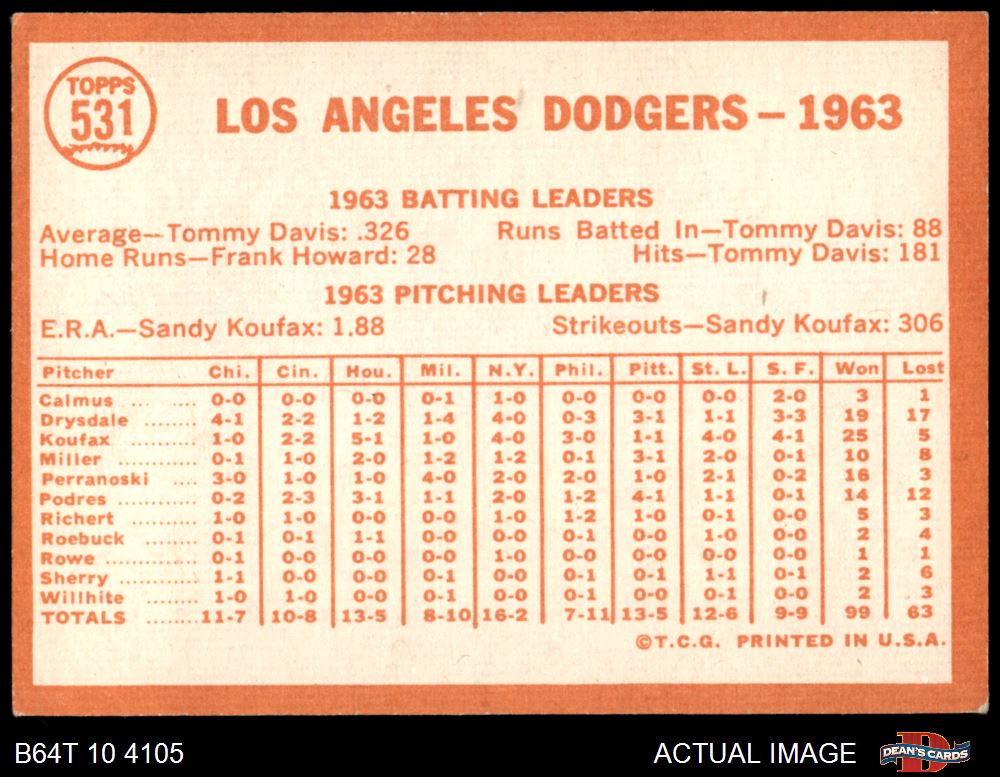 TOPPS
531
LOS ANGELES DODGERS – 1963
1963 BATTING LEADERS
Average—Tommy Davis: .326 Runs Batted In—Tommy Davis: 88
Home Runs—Frank Howard: 28 Hits—Tommy Davis: 181
1963 PITCHING LEADERS
E.R.A.—Sandy Koufax: 1.88 Strikeouts—Sandy Koufax: 306
Pitcher Chi. Cin. Hou. Mil. N.Y. Phil. Pitt. St. L. S. F. Won Lost
Calmus ... ...... 0-0 0-0 0-0 0-1 1-0 0-0 0-0 0-0 2-0 3 1
Drysdale ........ 4-1 2-2 1-2 1-4 4-0 0-3 3-1 1-1 3-3 19 17
Koufax ......... 1-0 2-2 5-1 1-0 4-0 3-0 1-1 4-0 4-1 25 5
Miller ............ 0-1 1-0 2-0 1-2 1-2 0-1 3-1 2-0 0-1 10 8
Perranoski .... 3-0 1-0 1-0 4-0 2-0 2-0 1-0 2-1 0-2 16 3
Podres ......... 0-2 2-3 3-1 1-1 2-0 1-2 4-1 1-1 0-1 14 12
Richert ......... 1-0 1-0 0-0 0-0 1-0 1-2 1-0 0-1 0-0 5 3
Roebuck ........ 0-1 0-1 1-1 0-0 0-0 0-1 0-0 1-0 0-0 2 4
Rowe ............ 0-1 0-0 0-0 0-0 1-0 0-0 0-0 0-0 0-0 1 1
Sherry ............ 1-1 0-0 0-0 0-1 0-0 0-1 0-1 1-1 0-1 2 6
Willhite ........ 1-0 1-0 0-0 0-1 0-0 0-1 0-0 0-1 0-0 2 3
TOTALS ........ 11-7 10-8 13-5 8-10 16-2 7-11 13-5 12-6 9-9 99 63
©T.C.G. PRINTED IN U.S.A.
B64T 10 4105 ACTUAL IMAGE
D
DEAN'S CARDS